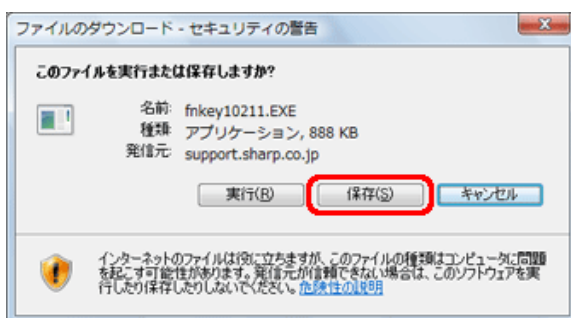 ファイルのダウンロード - セキュリティの警告
このファイルを実行または保存しますか?
名前: fnkey10211.EXE
種類: アプリケーション, 888 KB
発信元: support.sharp.co.jp
実行(R) 保存(S) キャンセル
インターネットのファイルは役に立ちますが、このファイルの種類はコンピュータに問題
を起こす可能性があります。発信元が信頼できない場合は、このソフトウェアを実
行したり保存したりしないでください。危険性の説明